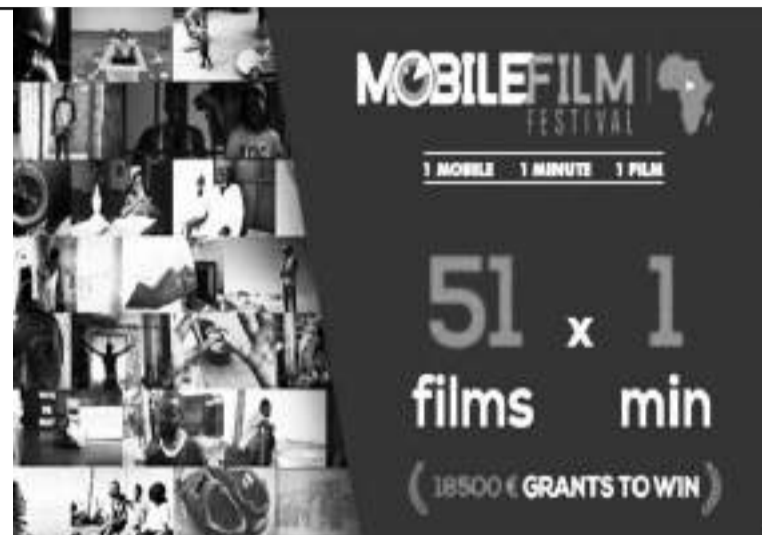 MOBILEFILM
FESTIVAL
1 MOBILE 1 MINUTE 1 FILM
51 x 1
films min
18500 € GRANTS TO WIN